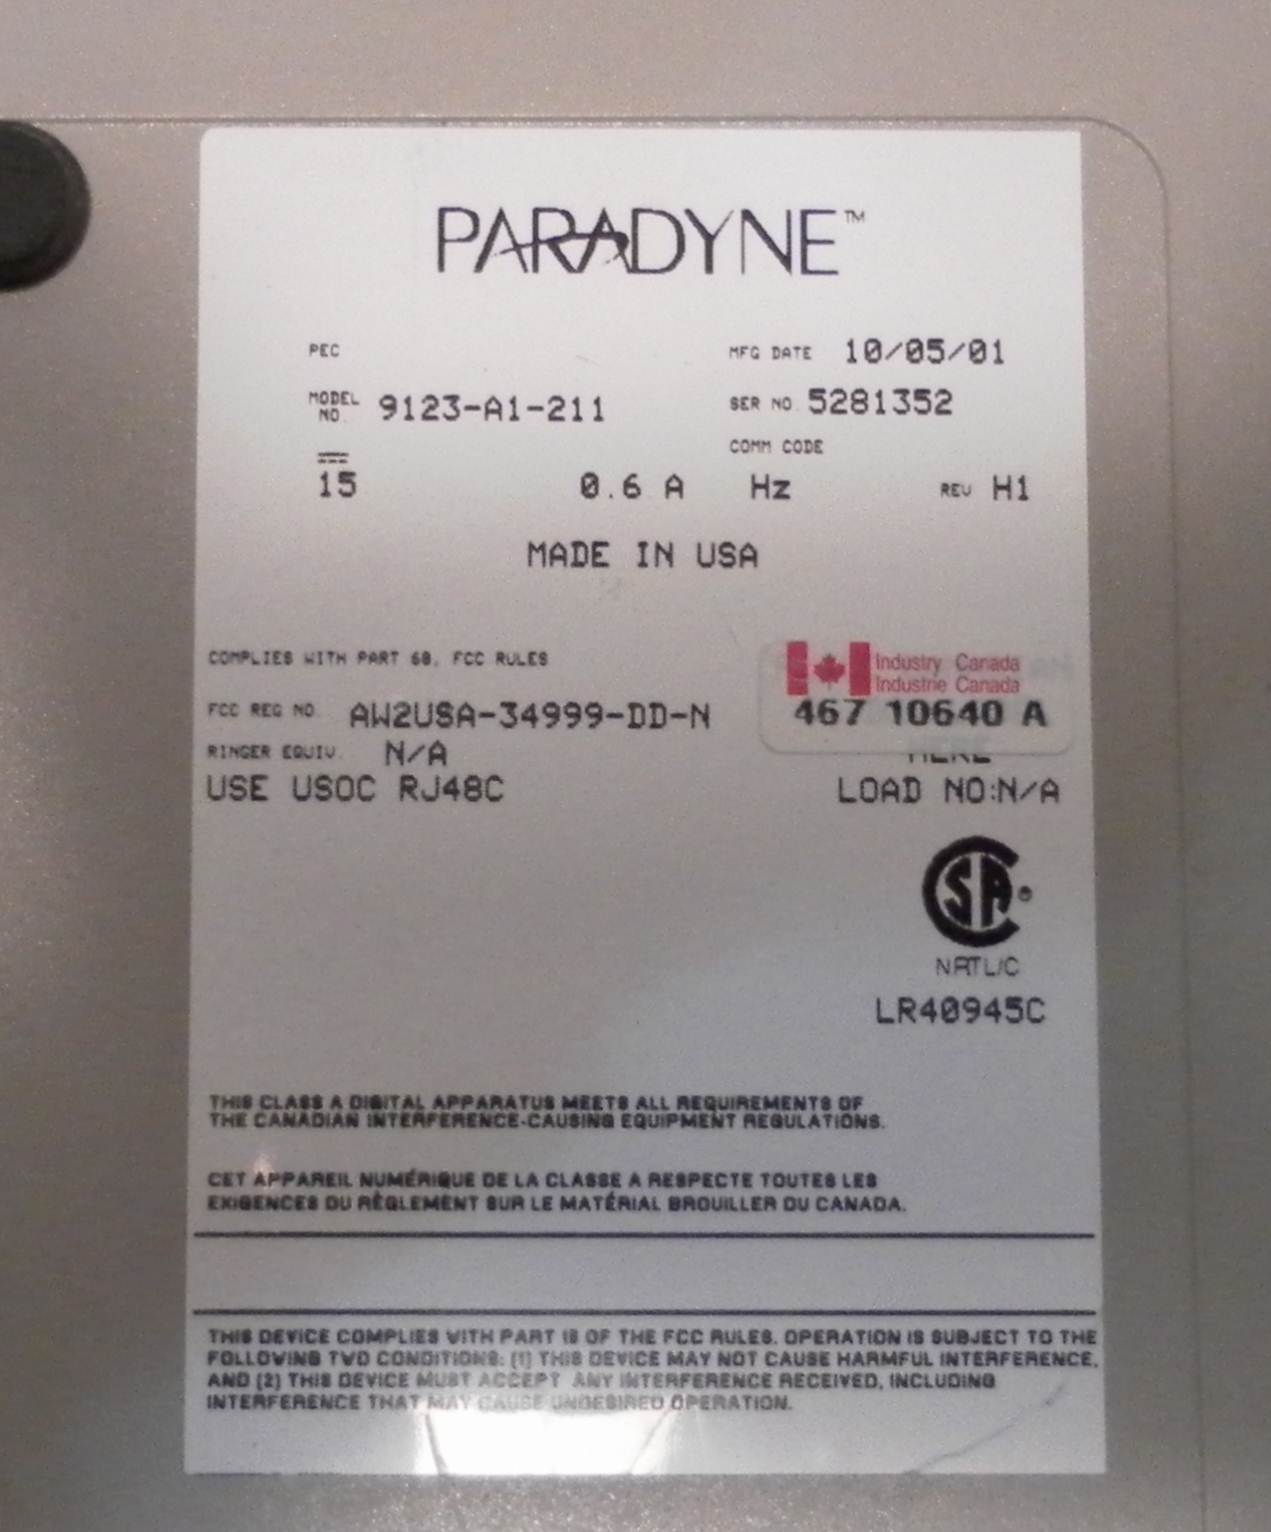 PARADYNE™
PEC
MFG DATE 10/05/01
MODEL NO. 9123-A1-211
SER NO. 5281352
COMM CODE
15 0.6 A Hz REV H1
MADE IN USA
COMPLIES WITH PART 68, FCC RULES
Industry Canada
Industrie Canada
467 10640 A
FCC REG NO. AW2USA-34999-DD-N
HERE
RINGER EQUIV. N/A
USE USOC RJ48C
LOAD NO:N/A
CSA®
NRTL/C
LR40945C
THIS CLASS A DIGITAL APPARATUS MEETS ALL REQUIREMENTS OF
THE CANADIAN INTERFERENCE-CAUSING EQUIPMENT REGULATIONS.
CET APPAREIL NUMÉRIQUE DE LA CLASSE A RESPECTE TOUTES LES
EXIGENCES DU RÈGLEMENT SUR LE MATÉRIAL BROUILLER DU CANADA.
THIS DEVICE COMPLIES WITH PART 15 OF THE FCC RULES. OPERATION IS SUBJECT TO THE
FOLLOWING TWO CONDITIONS: (1) THIS DEVICE MAY NOT CAUSE HARMFUL INTERFERENCE,
AND (2) THIS DEVICE MUST ACCEPT ANY INTERFERENCE RECEIVED, INCLUDING
INTERFERENCE THAT MAY CAUSE UNDESIRED OPERATION.